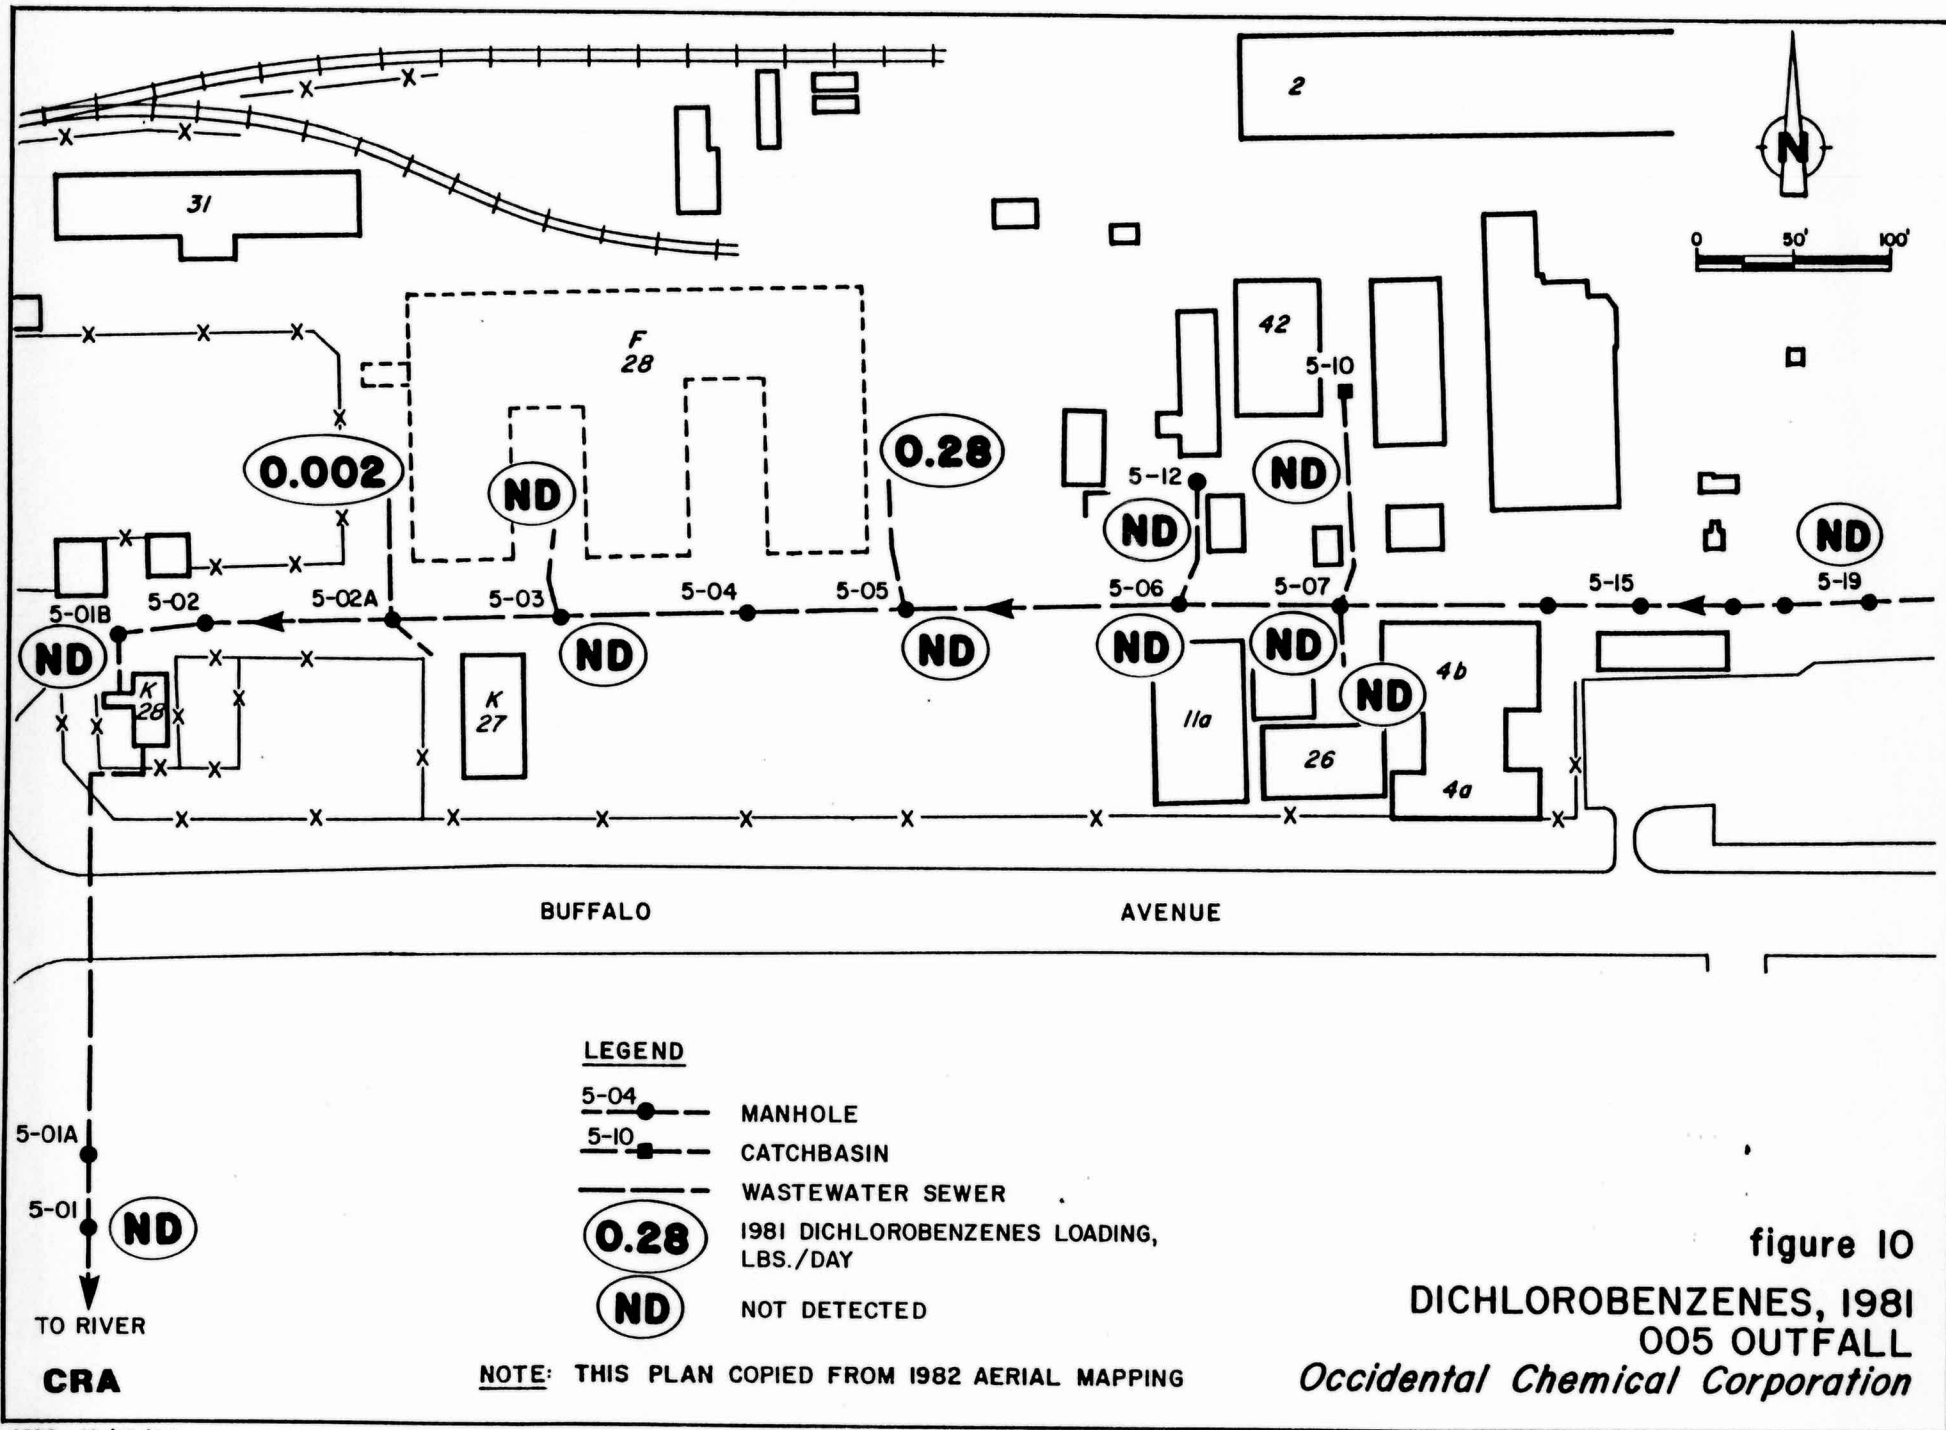 2
N
31
0 50' 100'
F
28
42
5-10
0.002
ND
0.28
5-12
ND
ND
ND
5-01B
5-02
5-02A
5-03
5-04
5-05
5-06
5-07
5-15
5-19
ND
ND
ND
ND
ND
ND
K
28
K
27
11a
26
4b
4a
BUFFALO AVENUE
LEGEND
5-04
MANHOLE
5-10
CATCHBASIN
WASTEWATER SEWER
0.28
1981 DICHLOROBENZENES LOADING,
LBS./DAY
ND
NOT DETECTED
5-01A
5-01
ND
TO RIVER
CRA
NOTE: THIS PLAN COPIED FROM 1982 AERIAL MAPPING
figure 10
DICHLOROBENZENES, 1981
005 OUTFALL
Occidental Chemical Corporation